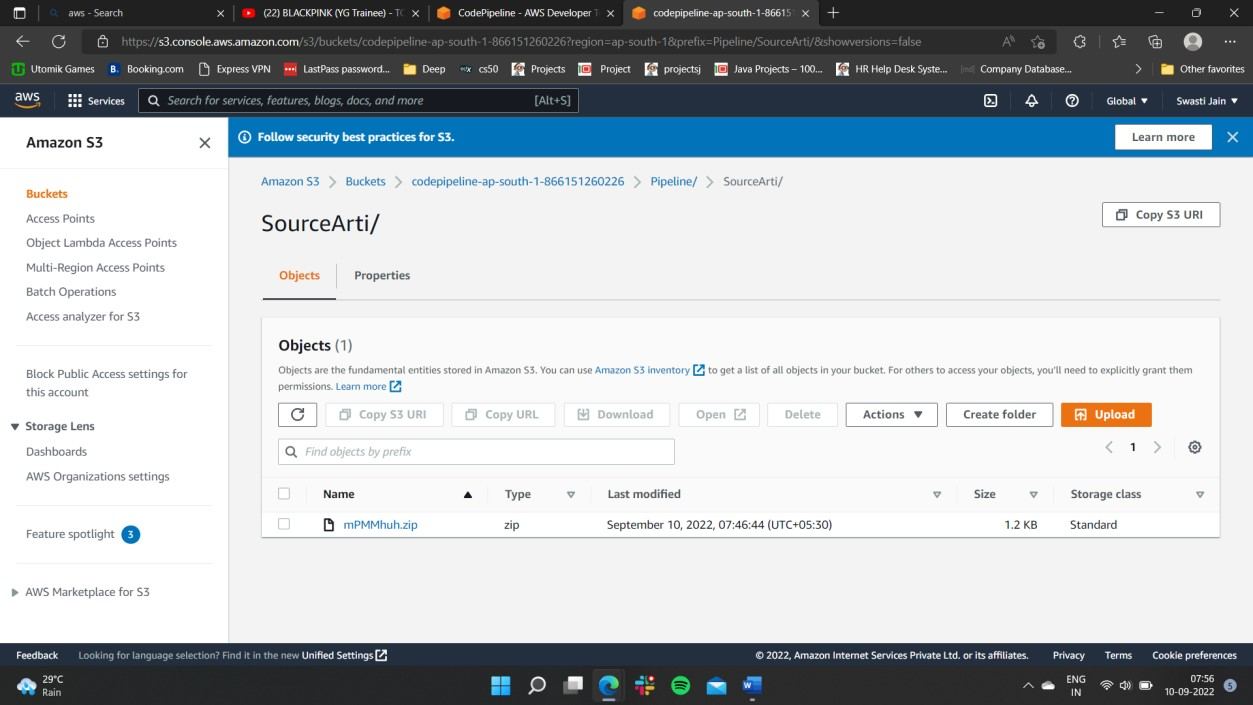 aws - Search
(22) BLACKPINK (YG Trainee) - TO
CodePipeline - AWS Developer T
codepipeline-ap-south-1-86615
https://s3.console.aws.amazon.com/s3/buckets/codepipeline-ap-south-1-866151260226?region=ap-south-1&prefix=Pipeline/SourceArti/&showversions=false
Utomik Games
Booking.com
Express VPN
LastPass password...
Deep
cs50
Projects
Project
projectsj
Java Projects – 100...
HR Help Desk Syste...
Company Database...
Other favorites
aws
Services
Search for services, features, blogs, docs, and more
[Alt+S]
Global
Swasti Jain
Amazon S3
Follow security best practices for S3.
Learn more
Buckets
Access Points
Object Lambda Access Points
Multi-Region Access Points
Batch Operations
Access analyzer for S3
Block Public Access settings for
this account
Storage Lens
Dashboards
AWS Organizations settings
Feature spotlight 3
AWS Marketplace for S3
Amazon S3 > Buckets > codepipeline-ap-south-1-866151260226 > Pipeline/ > SourceArti/
SourceArti/
Copy S3 URI
Objects
Properties
Objects (1)
Objects are the fundamental entities stored in Amazon S3. You can use Amazon S3 inventory to get a list of all objects in your bucket. For others to access your objects, you'll need to explicitly grant them
permissions. Learn more
Copy S3 URI
Copy URL
Download
Open
Delete
Actions
Create folder
Upload
Find objects by prefix
1
Name Type Last modified Size Storage class
mPMMhuh.zip zip September 10, 2022, 07:46:44 (UTC+05:30) 1.2 KB Standard
Feedback
Looking for language selection? Find it in the new Unified Settings
© 2022, Amazon Internet Services Private Ltd. or its affiliates.
Privacy
Terms
Cookie preferences
29°C
Rain
ENG
IN
07:56
10-09-2022
5